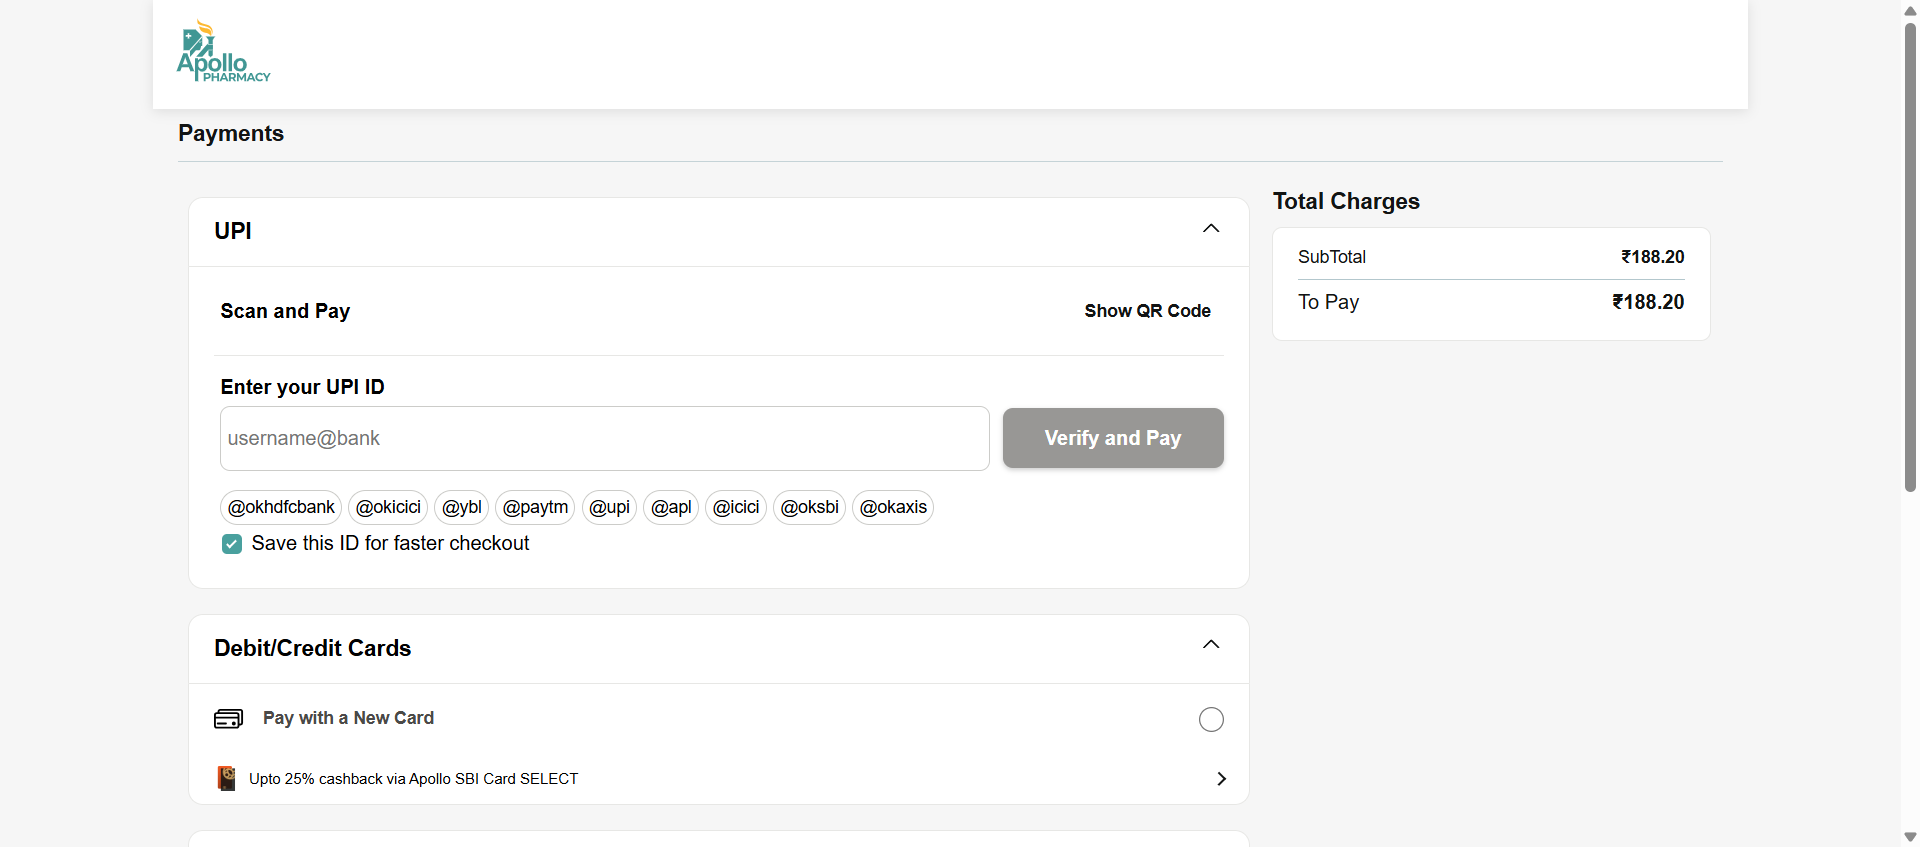 Apollo
PHARMACY
Payments
UPI
Scan and Pay
Show QR Code
Enter your UPI ID
username@bank
Verify and Pay
@okhdfcbank @okicici @ybl @paytm @upi @apl @icici @oksbi @okaxis
Save this ID for faster checkout
Debit/Credit Cards
Pay with a New Card
Upto 25% cashback via Apollo SBI Card SELECT
Total Charges
SubTotal ₹188.20
To Pay ₹188.20